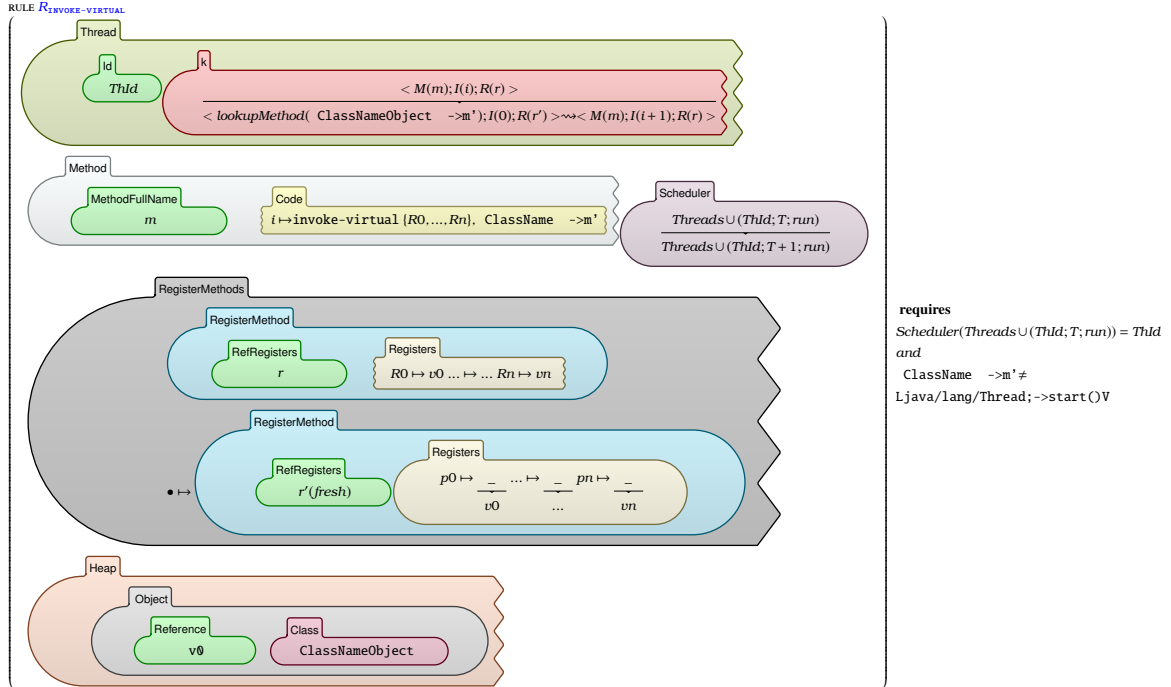 RULE R_INVOKE-VIRTUAL
Thread
Id
ThId
k
< M(m); I(i); R(r) >
< lookupMethod( ClassNameObject ->m'); I(0); R(r′) >⇝< M(m); I(i+1); R(r) >
Method
MethodFullName
m
Code
i ↦ invoke-virtual {R0,...,Rn}, ClassName ->m'
Scheduler
Threads ∪ (ThId; T; run)
Threads ∪ (ThId; T+1; run)
RegisterMethods
RegisterMethod
RefRegisters
r
Registers
R0 ↦ v0 ... ↦ ... Rn ↦ vn
RegisterMethod
• ↦
RefRegisters
r′(fresh)
Registers
p0 ↦ _ ... ↦ _ pn ↦ _
v0 ... vn
Heap
Object
Reference
v0
Class
ClassNameObject
requires
Scheduler(Threads ∪ (ThId; T; run)) = ThId
and
ClassName ->m' ≠
Ljava/lang/Thread;->start()V